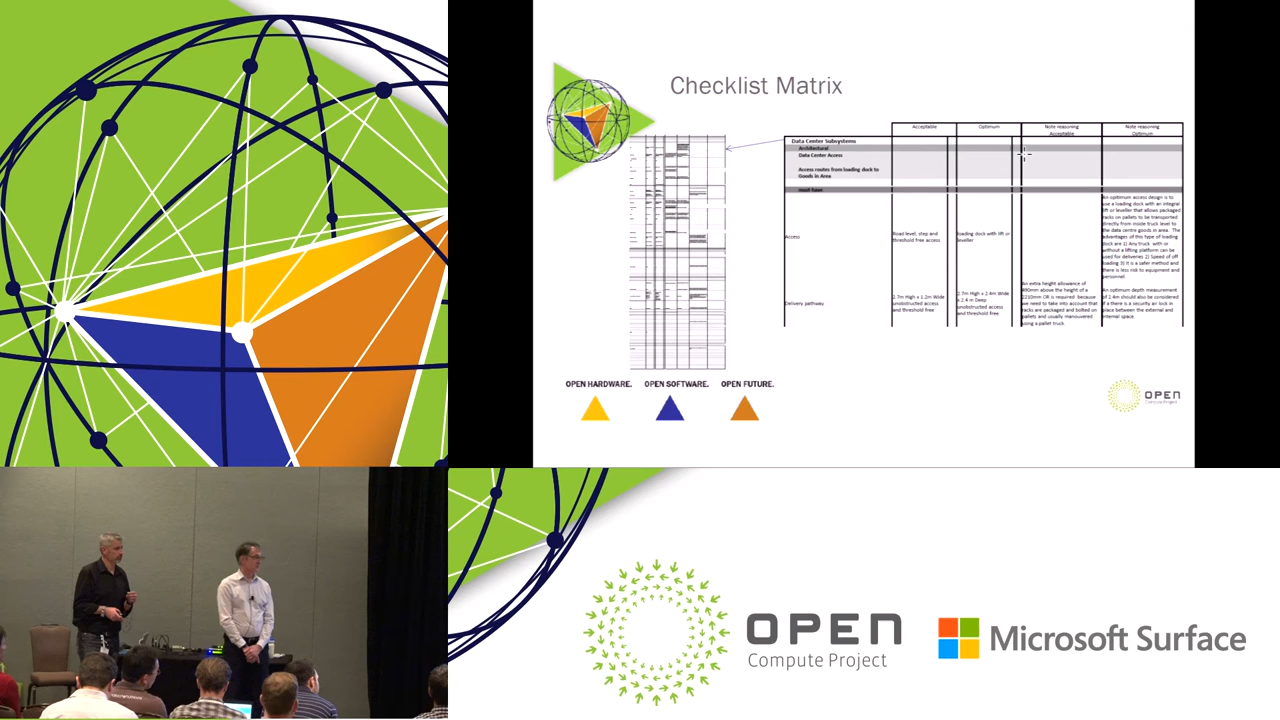 Checklist Matrix
Acceptable
Optimum
Note reasoning
Acceptable
Note reasoning
Optimum
Data Center Subsystems
Architectural
Data Center Access
Access routes from loading dock to
Goods in Area
must have
Access
Road level, step and
threshold free access
loading dock with lift or
leveller
An optimum access design is to
use a loading dock with an integral
lift or leveller that allows packaged
racks on pallets to be transported
directly from inside truck level to
the data centre goods in area. The
advantages of this type of loading
dock are 1) Any truck with or
without a lifting platform can be
used for deliveries 2) Speed of off
loading 3) It is a safer method and
there is less risk to equipment and
personnel.
Delivery pathway
2.7m High x 1.2m Wide
unobstructed access
and threshold free
2.7m High x 2.4m Wide
x 2.4 m Deep
unobstructed access
and threshold free
An extra height allowance of
490mm above the height of a
2210mm OR is required because
we need to take into account that
racks are packaged and bolted on
pallets and usually manouvered
using a pallet truck.
An optimum depth measurement
of 2.4m should also be considered
if there is a security air lock in
place between the external and
internal space
OPEN HARDWARE. OPEN SOFTWARE. OPEN FUTURE.
OPEN
Compute Project
OPEN
Compute Project
Microsoft Surface